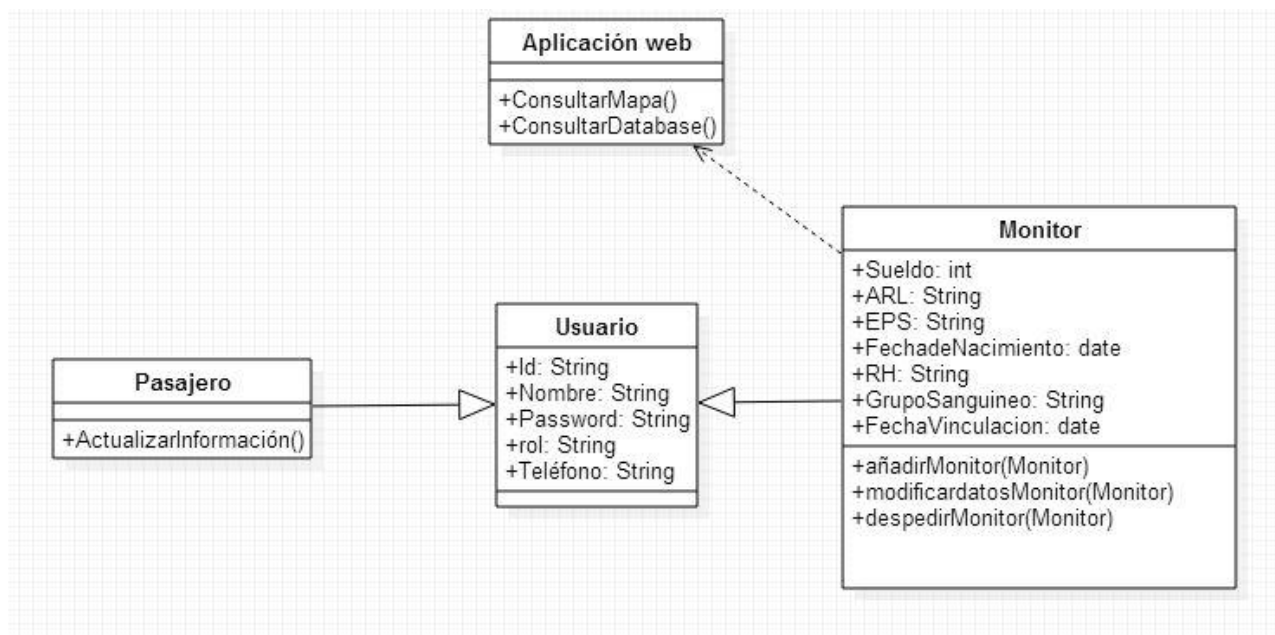 Aplicación web
+ConsultarMapa()
+ConsultarDatabase()
Monitor
+Sueldo: int
+ARL: String
+EPS: String
+FechadeNacimiento: date
+RH: String
+GrupoSanguineo: String
+FechaVinculacion: date
+añadirMonitor(Monitor)
+modificardatosMonitor(Monitor)
+despedirMonitor(Monitor)
Usuario
+Id: String
+Nombre: String
+Password: String
+rol: String
+Teléfono: String
Pasajero
+ActualizarInformación()